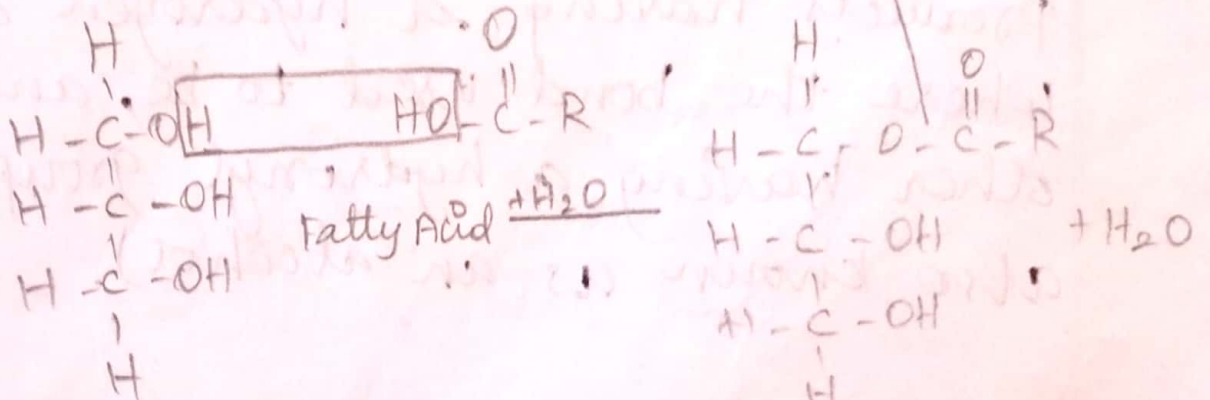 H O H O
H - C - OH HO - C - R H - C - O - C - R
H - C - OH Fatty Acid +H₂O H - C - OH + H₂O
H - C - OH H - C - OH
H H